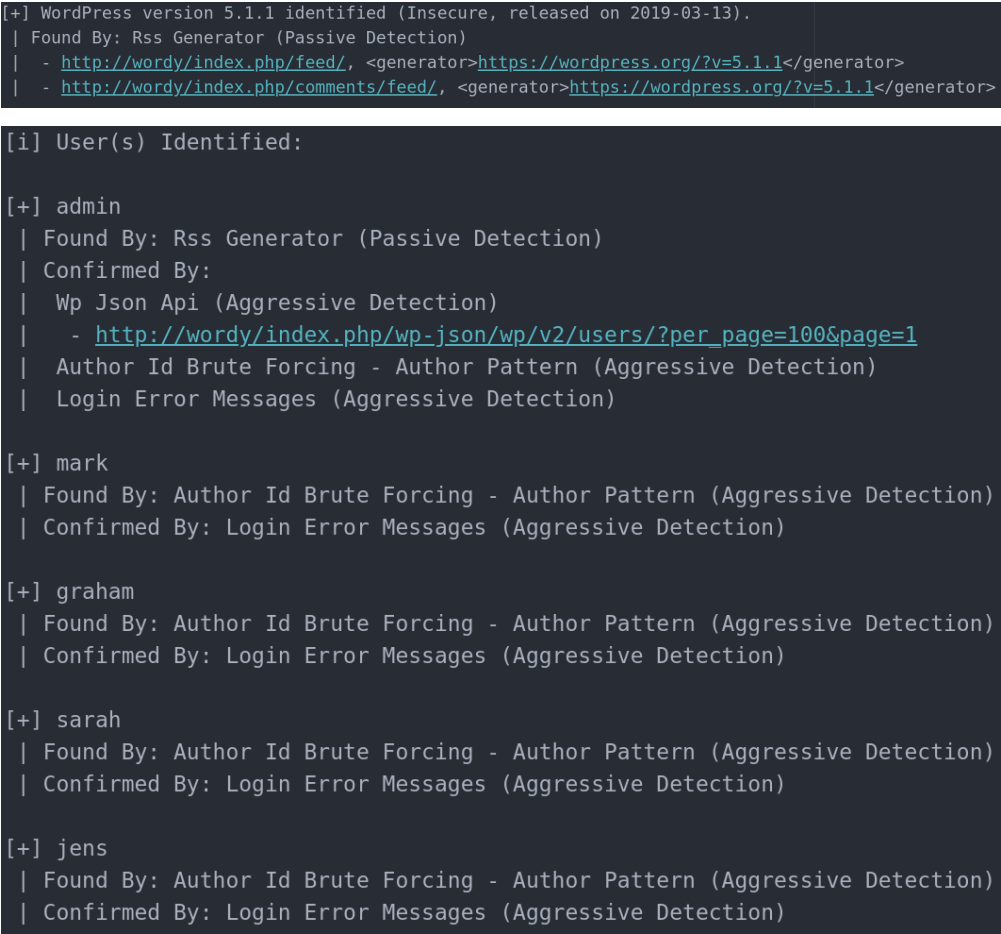 [+] WordPress version 5.1.1 identified (Insecure, released on 2019-03-13).
| Found By: Rss Generator (Passive Detection)
|  - http://wordy/index.php/feed/, <generator>https://wordpress.org/?v=5.1.1</generator>
|  - http://wordy/index.php/comments/feed/, <generator>https://wordpress.org/?v=5.1.1</generator>
[i] User(s) Identified:
[+] admin
| Found By: Rss Generator (Passive Detection)
| Confirmed By:
|  Wp Json Api (Aggressive Detection)
|   - http://wordy/index.php/wp-json/wp/v2/users/?per_page=100&page=1
|  Author Id Brute Forcing - Author Pattern (Aggressive Detection)
|  Login Error Messages (Aggressive Detection)
[+] mark
| Found By: Author Id Brute Forcing - Author Pattern (Aggressive Detection)
| Confirmed By: Login Error Messages (Aggressive Detection)
[+] graham
| Found By: Author Id Brute Forcing - Author Pattern (Aggressive Detection)
| Confirmed By: Login Error Messages (Aggressive Detection)
[+] sarah
| Found By: Author Id Brute Forcing - Author Pattern (Aggressive Detection)
| Confirmed By: Login Error Messages (Aggressive Detection)
[+] jens
| Found By: Author Id Brute Forcing - Author Pattern (Aggressive Detection)
| Confirmed By: Login Error Messages (Aggressive Detection)